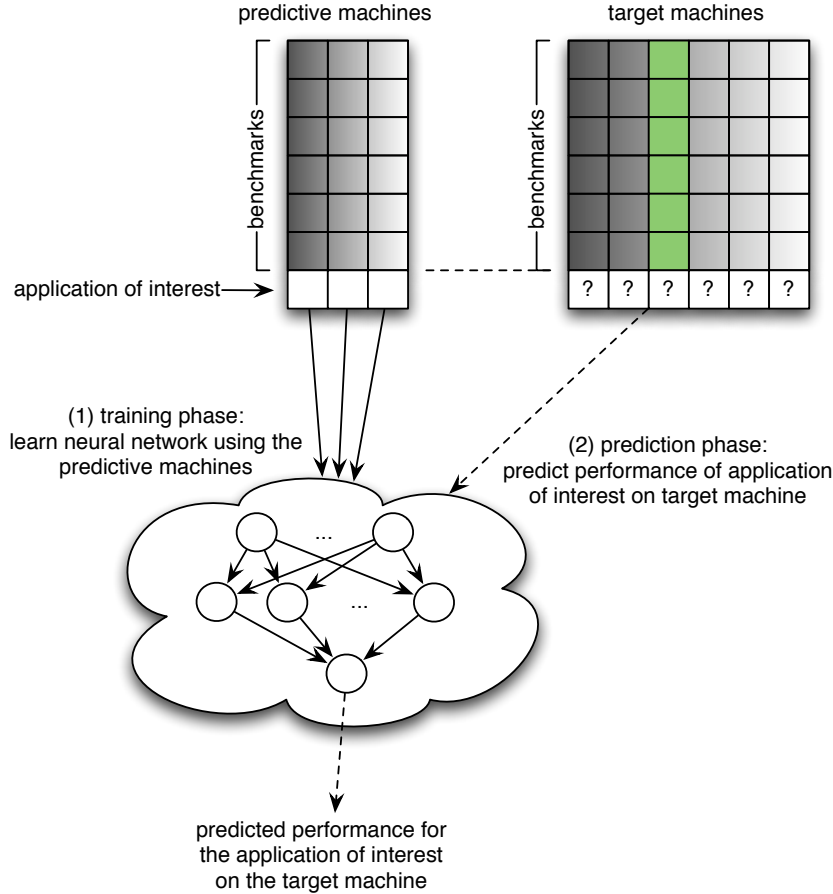 predictive machines
target machines
benchmarks
benchmarks
application of interest
? ? ? ? ? ?
(1) training phase:
learn neural network using the
predictive machines
(2) prediction phase:
predict performance of application
of interest on target machine
...
...
predicted performance for
the application of interest
on the target machine